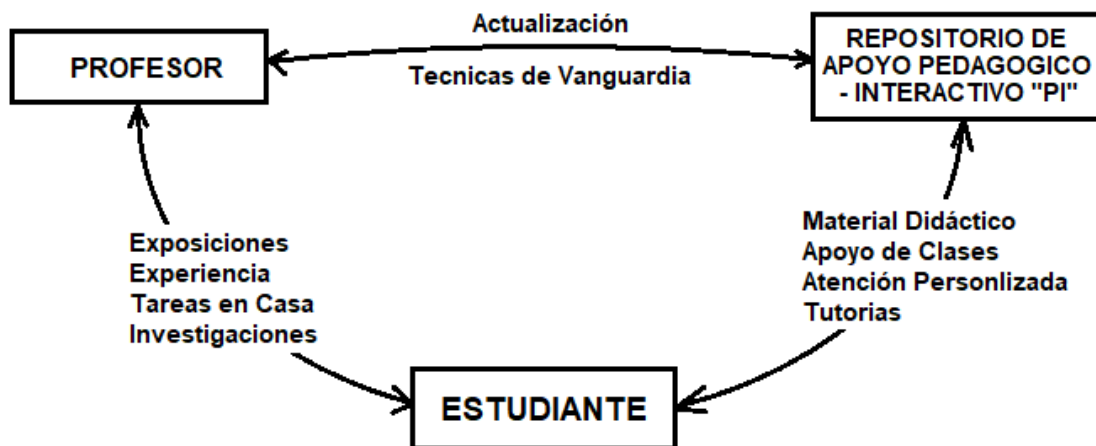 Actualización
PROFESOR
Tecnicas de Vanguardia
REPOSITORIO DE
APOYO PEDAGOGICO
- INTERACTIVO "PI"
Exposiciones
Experiencia
Tareas en Casa
Investigaciones
Material Didáctico
Apoyo de Clases
Atención Personlizada
Tutorias
ESTUDIANTE